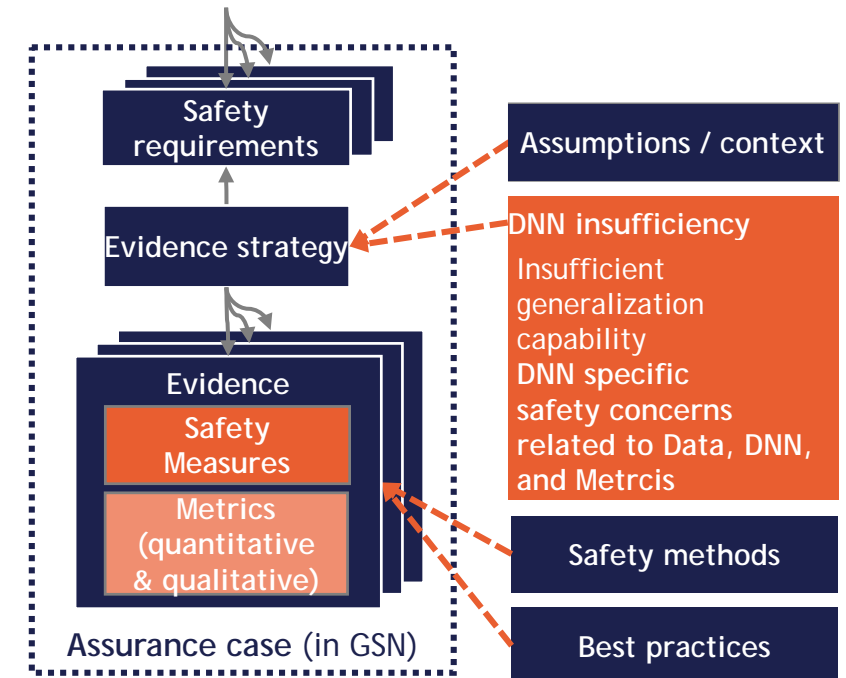 Safety
requirements
Evidence strategy
Evidence
Safety
Measures
Metrics
(quantitative
& qualitative)
Assurance case (in GSN)
Assumptions / context
DNN insufficiency
Insufficient
generalization
capability
DNN specific
safety concerns
related to Data, DNN,
and Metrcis
Safety methods
Best practices